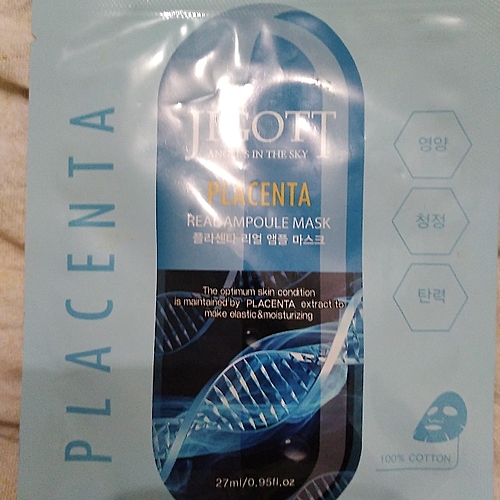 PLACENTA
JIGOTT
ANGELS IN THE SKY
PLACENTA
REAL AMPOULE MASK
플라센타 리얼 앰플 마스크
The optimum skin condition
is maintained by PLACENTA extract to
make elastic&moisturizing
27ml/0,95fl,oz
영양
청정
탄력
100% COTTON